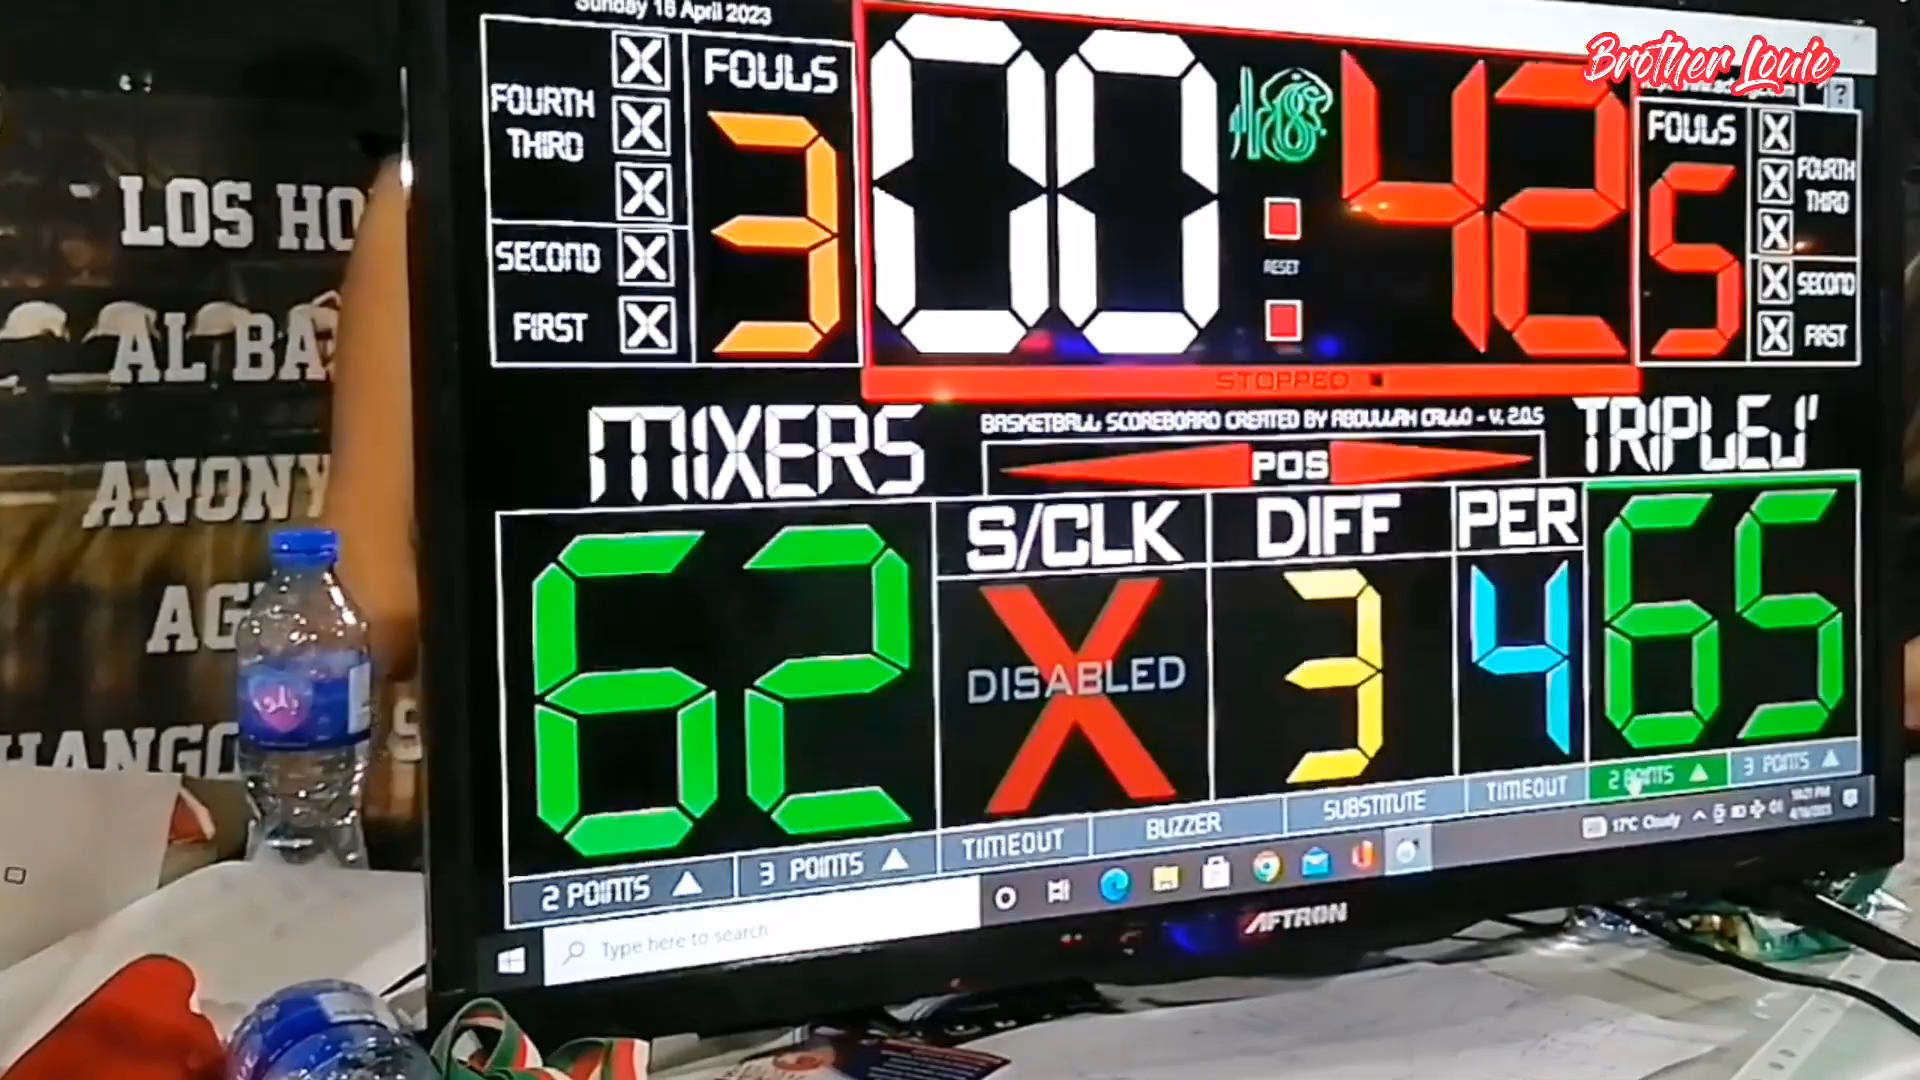 Sunday 16 April 2023
Brother Louie
FOURTH
THIRD
SECOND
FIRST
FOULS
3
00:42
RESET
STOPPED
FOULS
5
FOURTH
THIRD
SECOND
FIRST
?
MIXERS
BASKETBALL SCOREBOARD CREATED BY ABDULLAH CALLO - V. 2.0.5
POS
TRIPLEJ"
62
S/CLK
X
DISABLED
DIFF
3
PER
4
65
2 POINTS
3 POINTS
TIMEOUT
BUZZER
SUBSTITUTE
TIMEOUT
2 POINTS
3 POINTS
Type here to search
17°C Cloudy
AFTRON
LOS HO
AL BA
ANONY
AG
HANGO